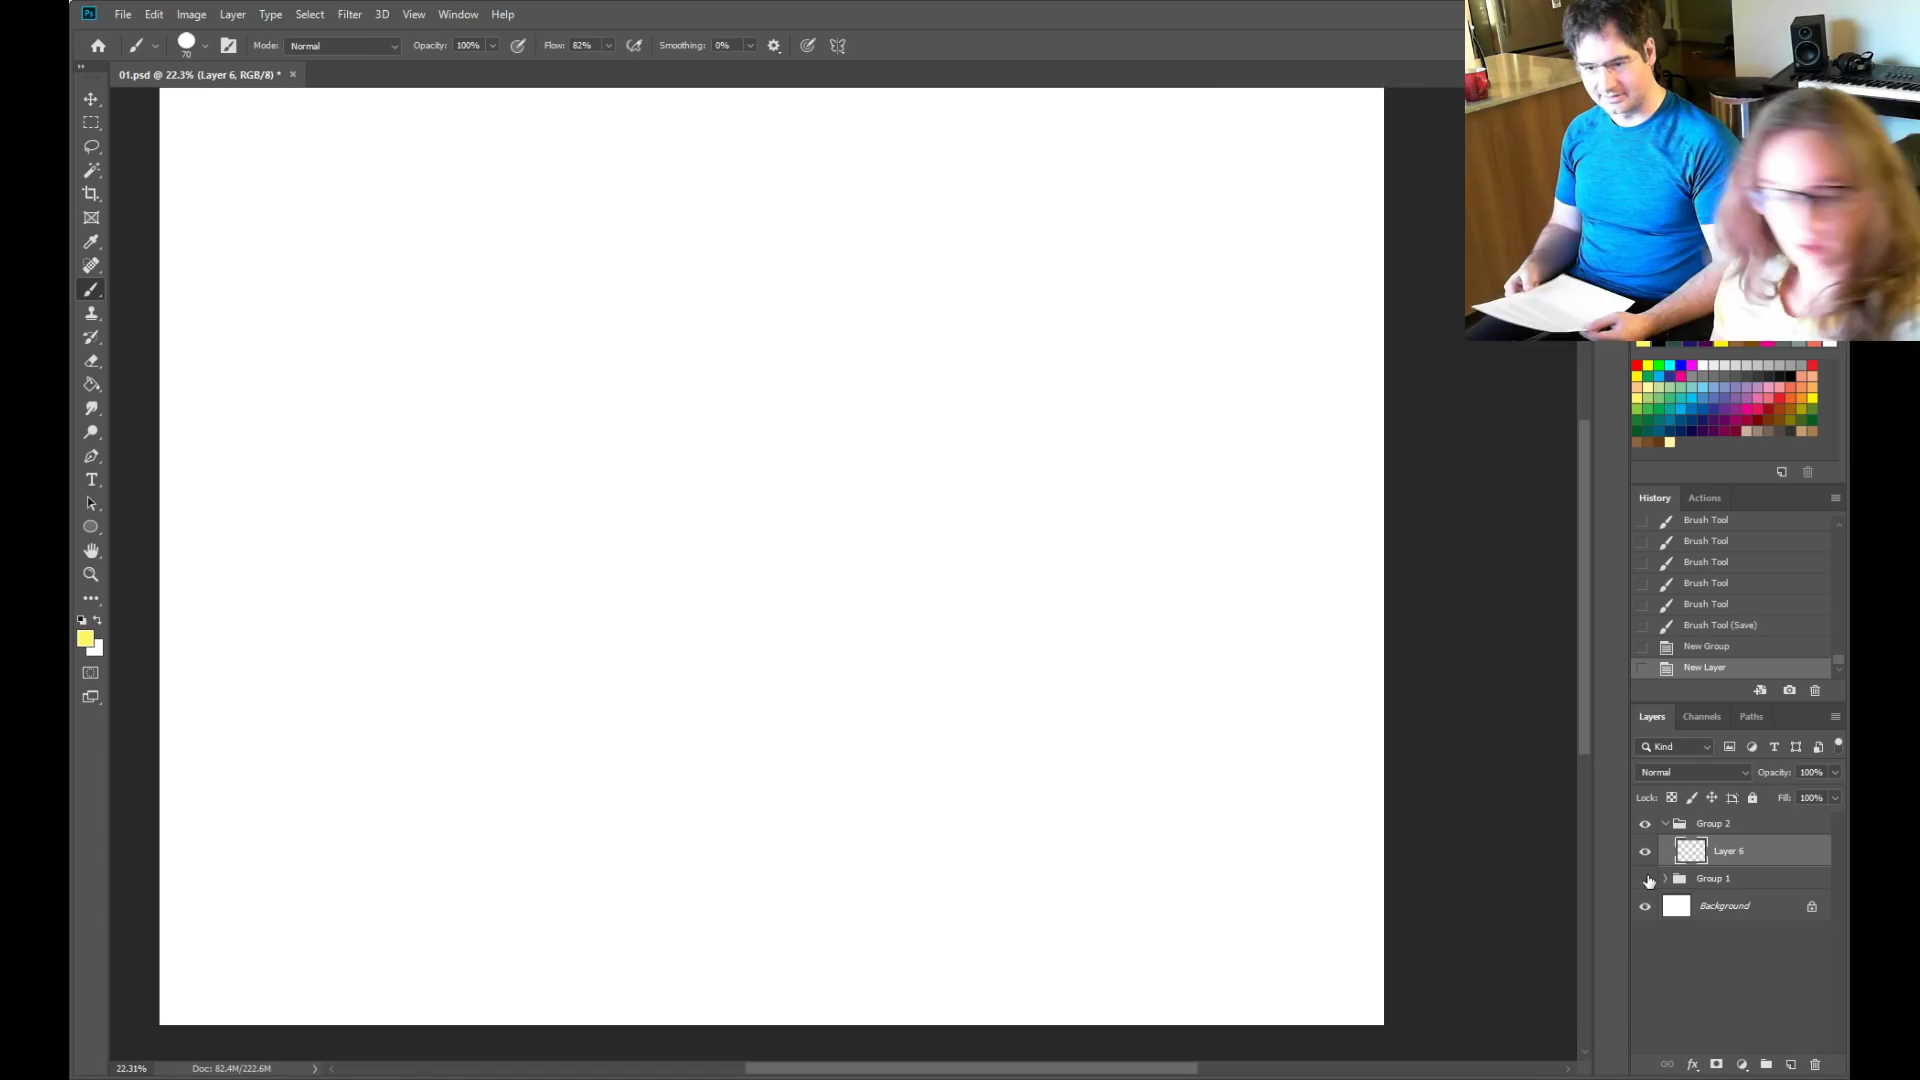 Ps File Edit Image Layer Type Select Filter 3D View Window Help
70 Mode: Normal Opacity: 100% Flow: 82% Smoothing: 0%
01.psd @ 22.3% (Layer 6, RGB/8) *
History Actions
Brush Tool
Brush Tool
Brush Tool
Brush Tool
Brush Tool
Brush Tool (Save)
New Group
New Layer
Layers Channels Paths
Kind
Normal Opacity: 100%
Lock: Fill: 100%
Group 2
Layer 6
Group 1
Background
22.31% Doc: 82.4M/222.6M